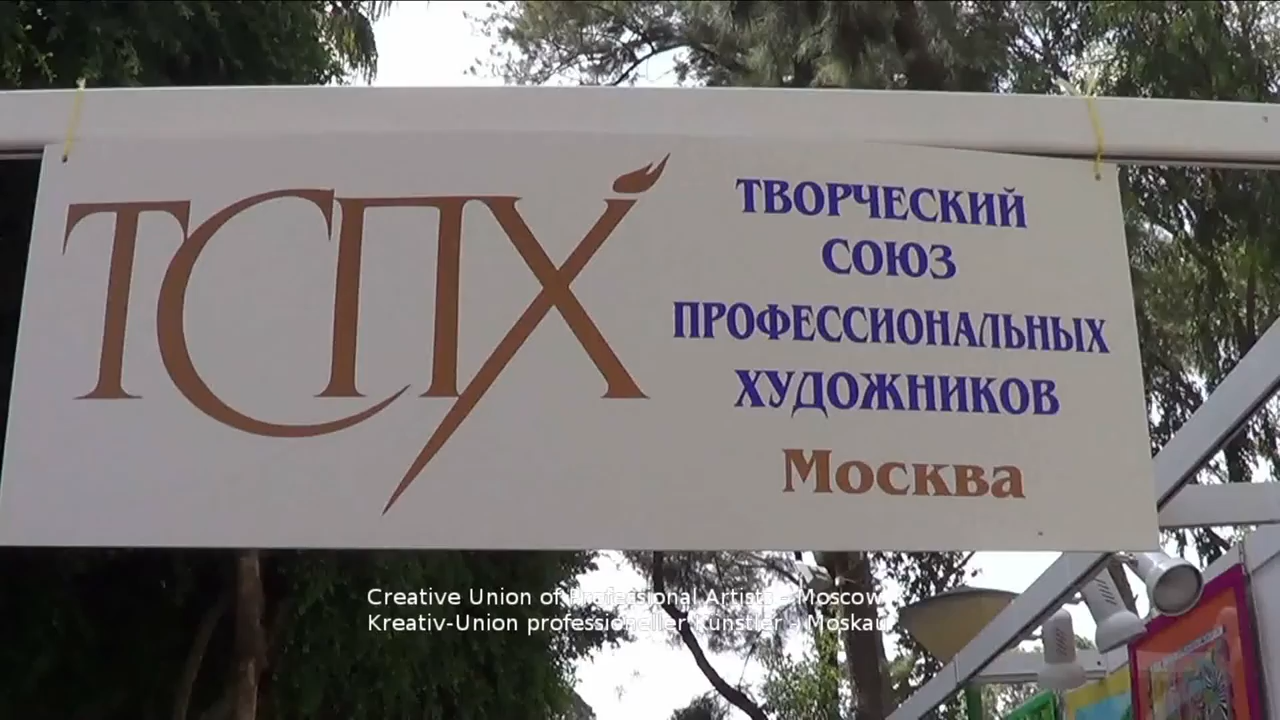 ТСПХ
ТВОРЧЕСКИЙ
СОЮЗ
ПРОФЕССИОНАЛЬНЫХ
ХУДОЖНИКОВ
Москва
Creative Union of Professional Artists - Moscow
Kreativ-Union professioneller Künstler - Moskau